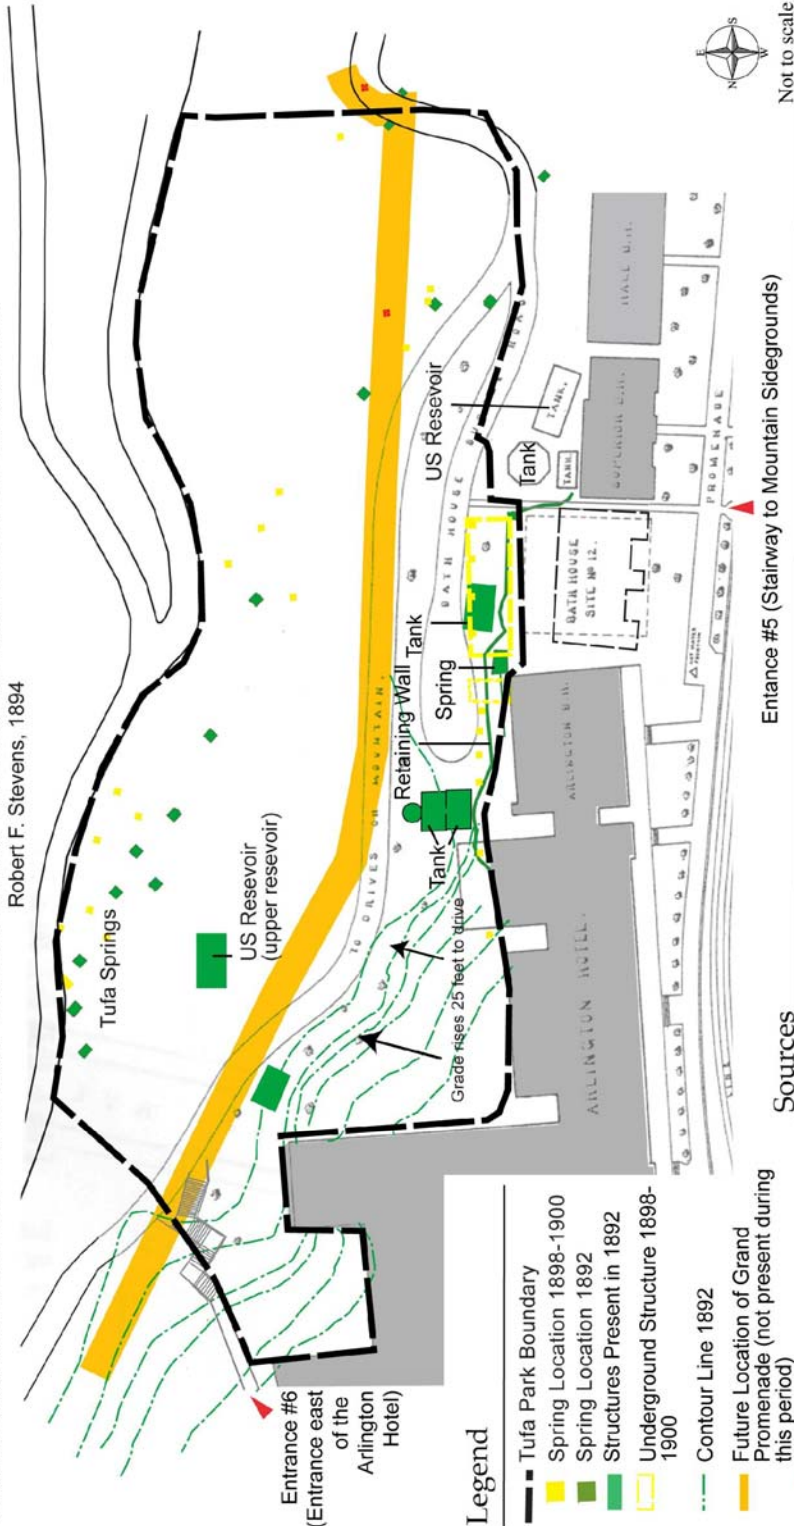 Robert F. Stevens, 1894
N
E
S
W
Not to scale
Tufa Springs
US Resevoir
(upper reservoir)
TO DRIVES ON MOUNTAIN.
Retaining Wall
Tank
Spring
Tank
Grade rises 25 feet to drive
BATH HOUSE
US Resevoir
TANK.
Tank
TANK
SUPERIOR B.H.
HALE B.H.
BATH HOUSE
SITE Nº 12.
ARLINGTON B.H.
ARLINGTON HOTEL.
PROMENADE
LINE
Entrance #6
(Entrance east
of the
Arlington
Hotel)
Entance #5 (Stairway to Mountain Sidegrounds)
Legend
Tufa Park Boundary
Spring Location 1898-1900
Spring Location 1892
Structures Present in 1892
Underground Structure 1898-
1900
Contour Line 1892
Future Location of Grand
Promenade (not present during
this period)
Sources